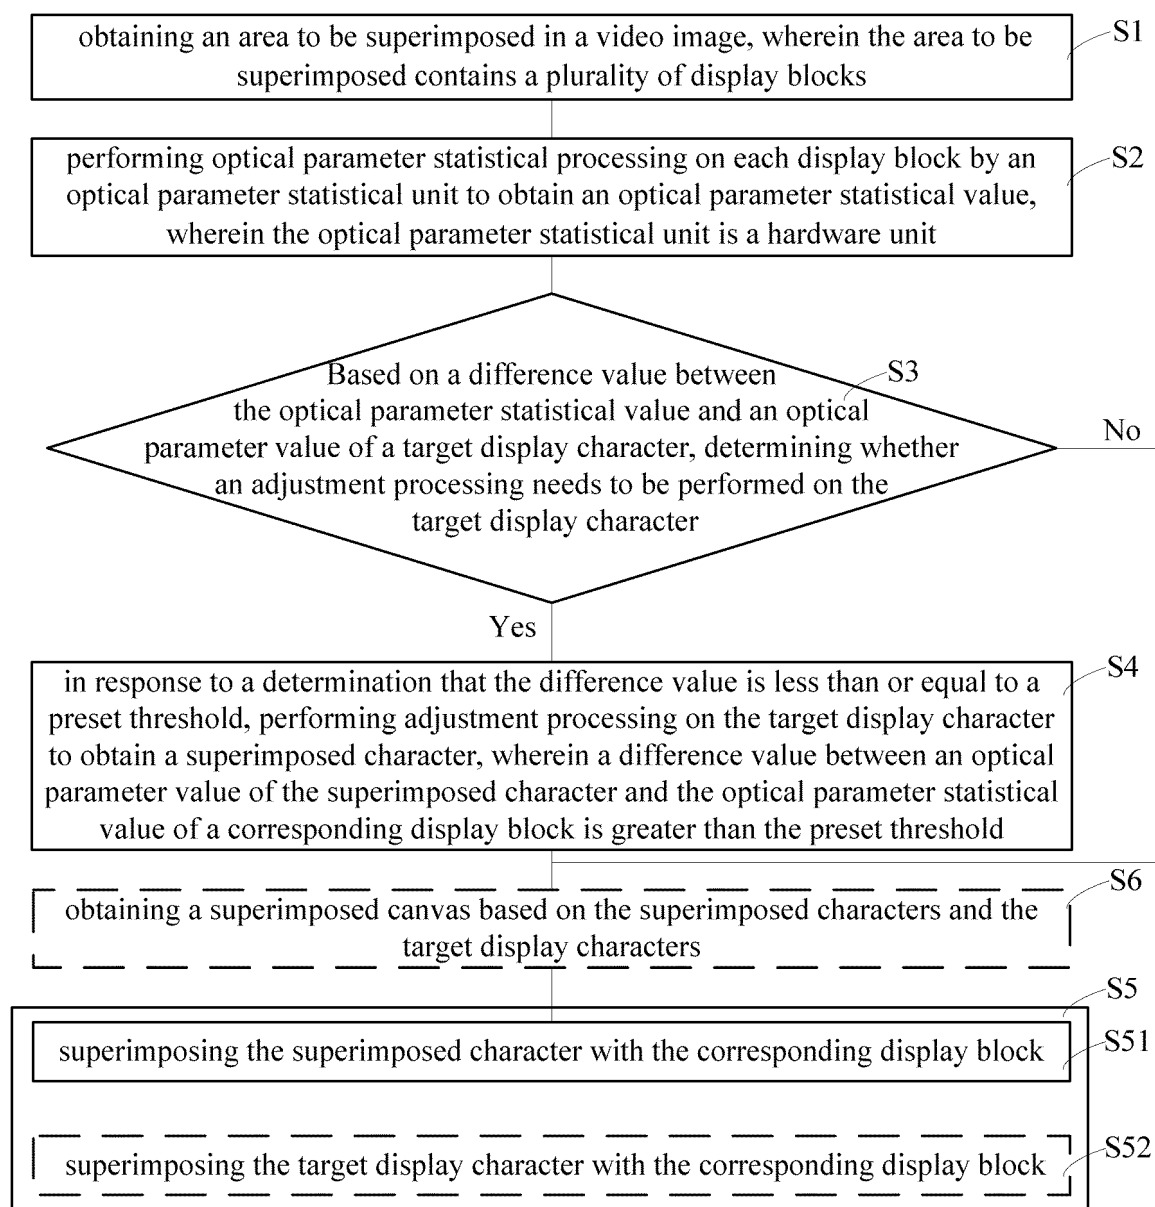 obtaining an area to be superimposed in a video image, wherein the area to be
superimposed contains a plurality of display blocks
S1
performing optical parameter statistical processing on each display block by an
optical parameter statistical unit to obtain an optical parameter statistical value,
wherein the optical parameter statistical unit is a hardware unit
S2
Based on a difference value between
the optical parameter statistical value and an optical
parameter value of a target display character, determining whether
an adjustment processing needs to be performed on the
target display character
S3
No
Yes
in response to a determination that the difference value is less than or equal to a
preset threshold, performing adjustment processing on the target display character
to obtain a superimposed character, wherein a difference value between an optical
parameter value of the superimposed character and the optical parameter statistical
value of a corresponding display block is greater than the preset threshold
S4
obtaining a superimposed canvas based on the superimposed characters and the
target display characters
S6
S5
superimposing the superimposed character with the corresponding display block
S51
superimposing the target display character with the corresponding display block
S52